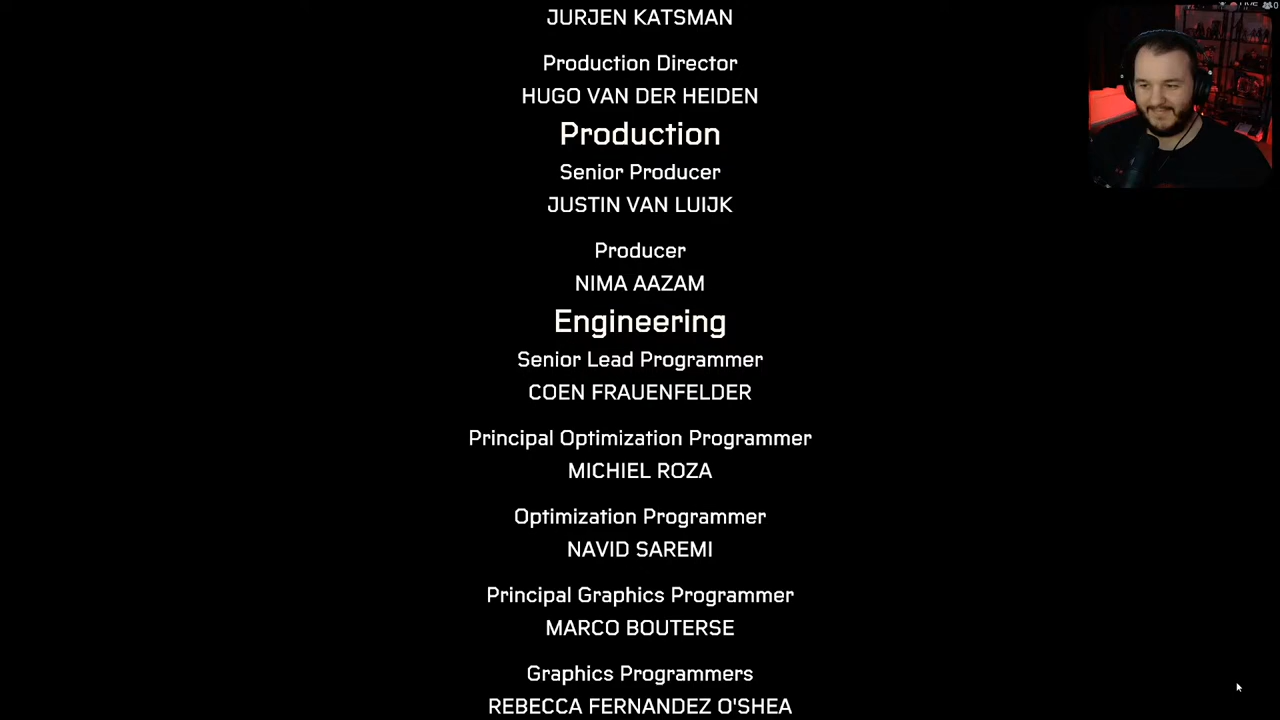 JURJEN KATSMAN
Production Director
HUGO VAN DER HEIDEN
Production
Senior Producer
JUSTIN VAN LUIJK
Producer
NIMA AAZAM
Engineering
Senior Lead Programmer
COEN FRAUENFELDER
Principal Optimization Programmer
MICHIEL ROZA
Optimization Programmer
NAVID SAREMI
Principal Graphics Programmer
MARCO BOUTERSE
Graphics Programmers
REBECCA FERNANDEZ O'SHEA